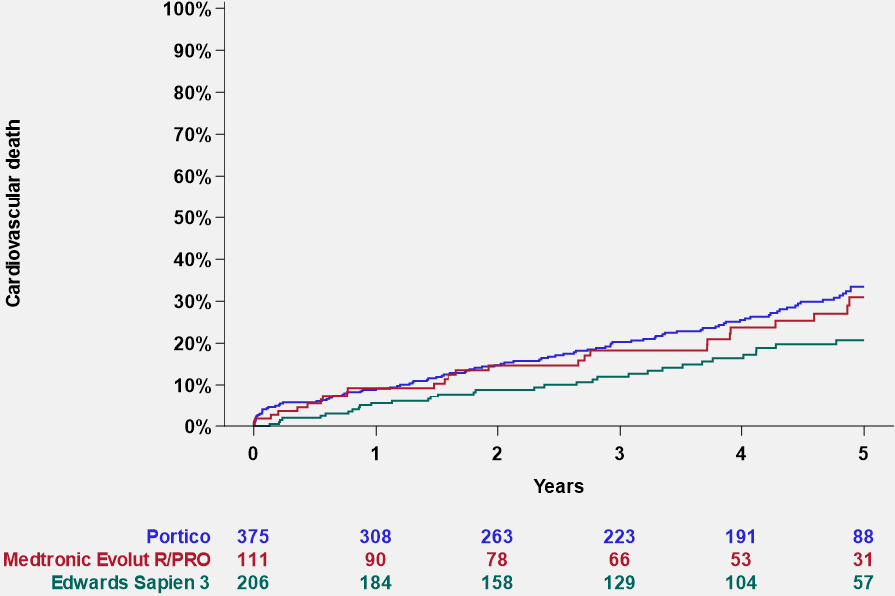 100%
90%
80%
70%
60%
50%
40%
30%
20%
10%
0%
Cardiovascular death
0 1 2 3 4 5
Years
Portico 375 308 263 223 191 88
Medtronic Evolut R/PRO 111 90 78 66 53 31
Edwards Sapien 3 206 184 158 129 104 57